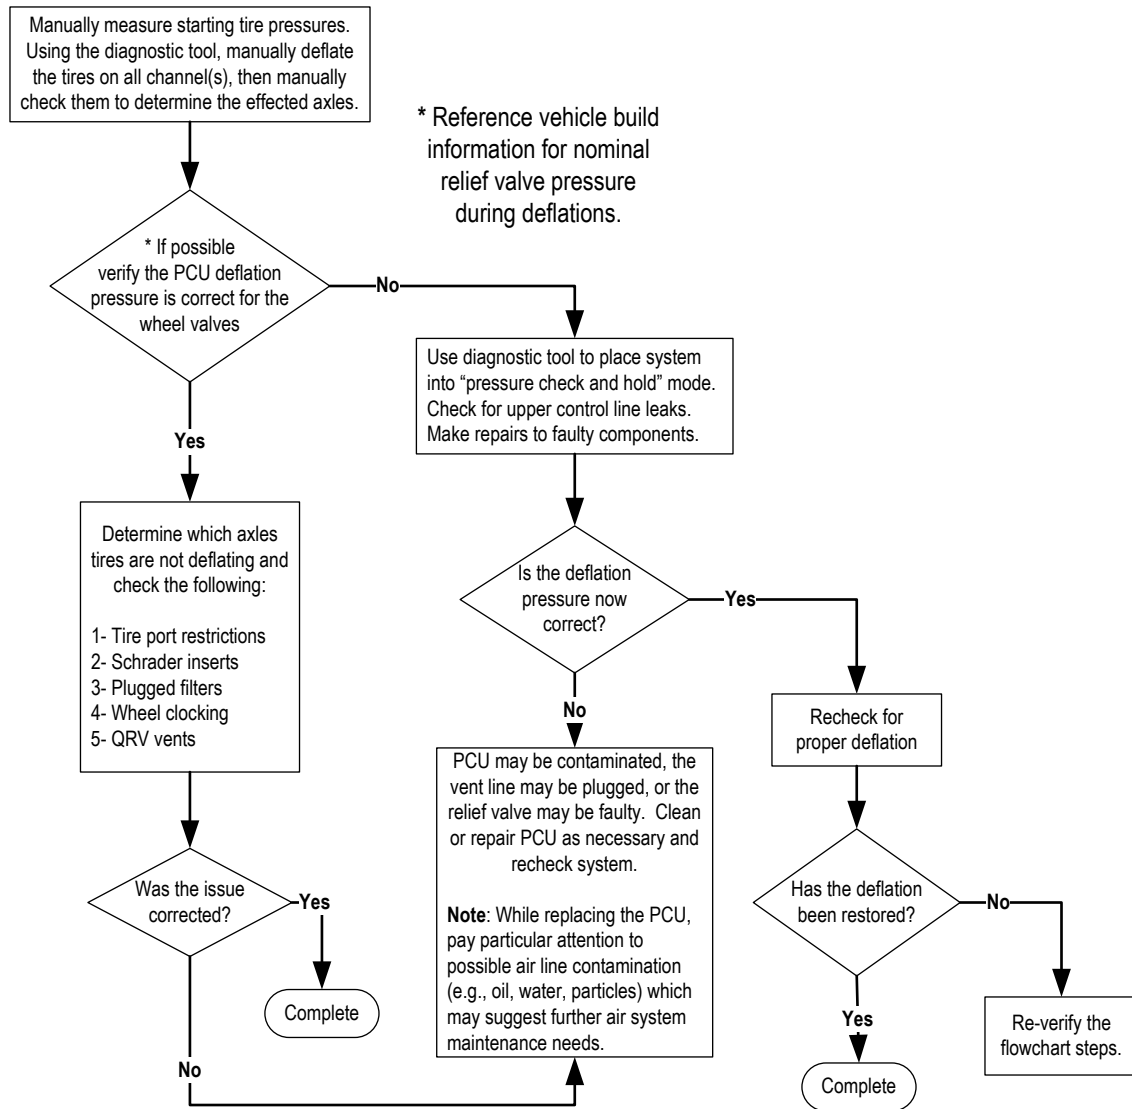 Manually measure starting tire pressures.
Using the diagnostic tool, manually deflate
the tires on all channel(s), then manually
check them to determine the effected axles.
* Reference vehicle build
information for nominal
relief valve pressure
during deflations.
* If possible
verify the PCU deflation
pressure is correct for the
wheel valves
No
Yes
Use diagnostic tool to place system
into “pressure check and hold” mode.
Check for upper control line leaks.
Make repairs to faulty components.
Determine which axles
tires are not deflating and
check the following:
1- Tire port restrictions
2- Schrader inserts
3- Plugged filters
4- Wheel clocking
5- QRV vents
Is the deflation
pressure now
correct?
Yes
No
Recheck for
proper deflation
PCU may be contaminated, the
vent line may be plugged, or the
relief valve may be faulty.  Clean
or repair PCU as necessary and
recheck system.
Note: While replacing the PCU,
pay particular attention to
possible air line contamination
(e.g., oil, water, particles) which
may suggest further air system
maintenance needs.
Was the issue
corrected?
Yes
Complete
No
Has the deflation
been restored?
No
Yes
Re-verify the
flowchart steps.
Complete